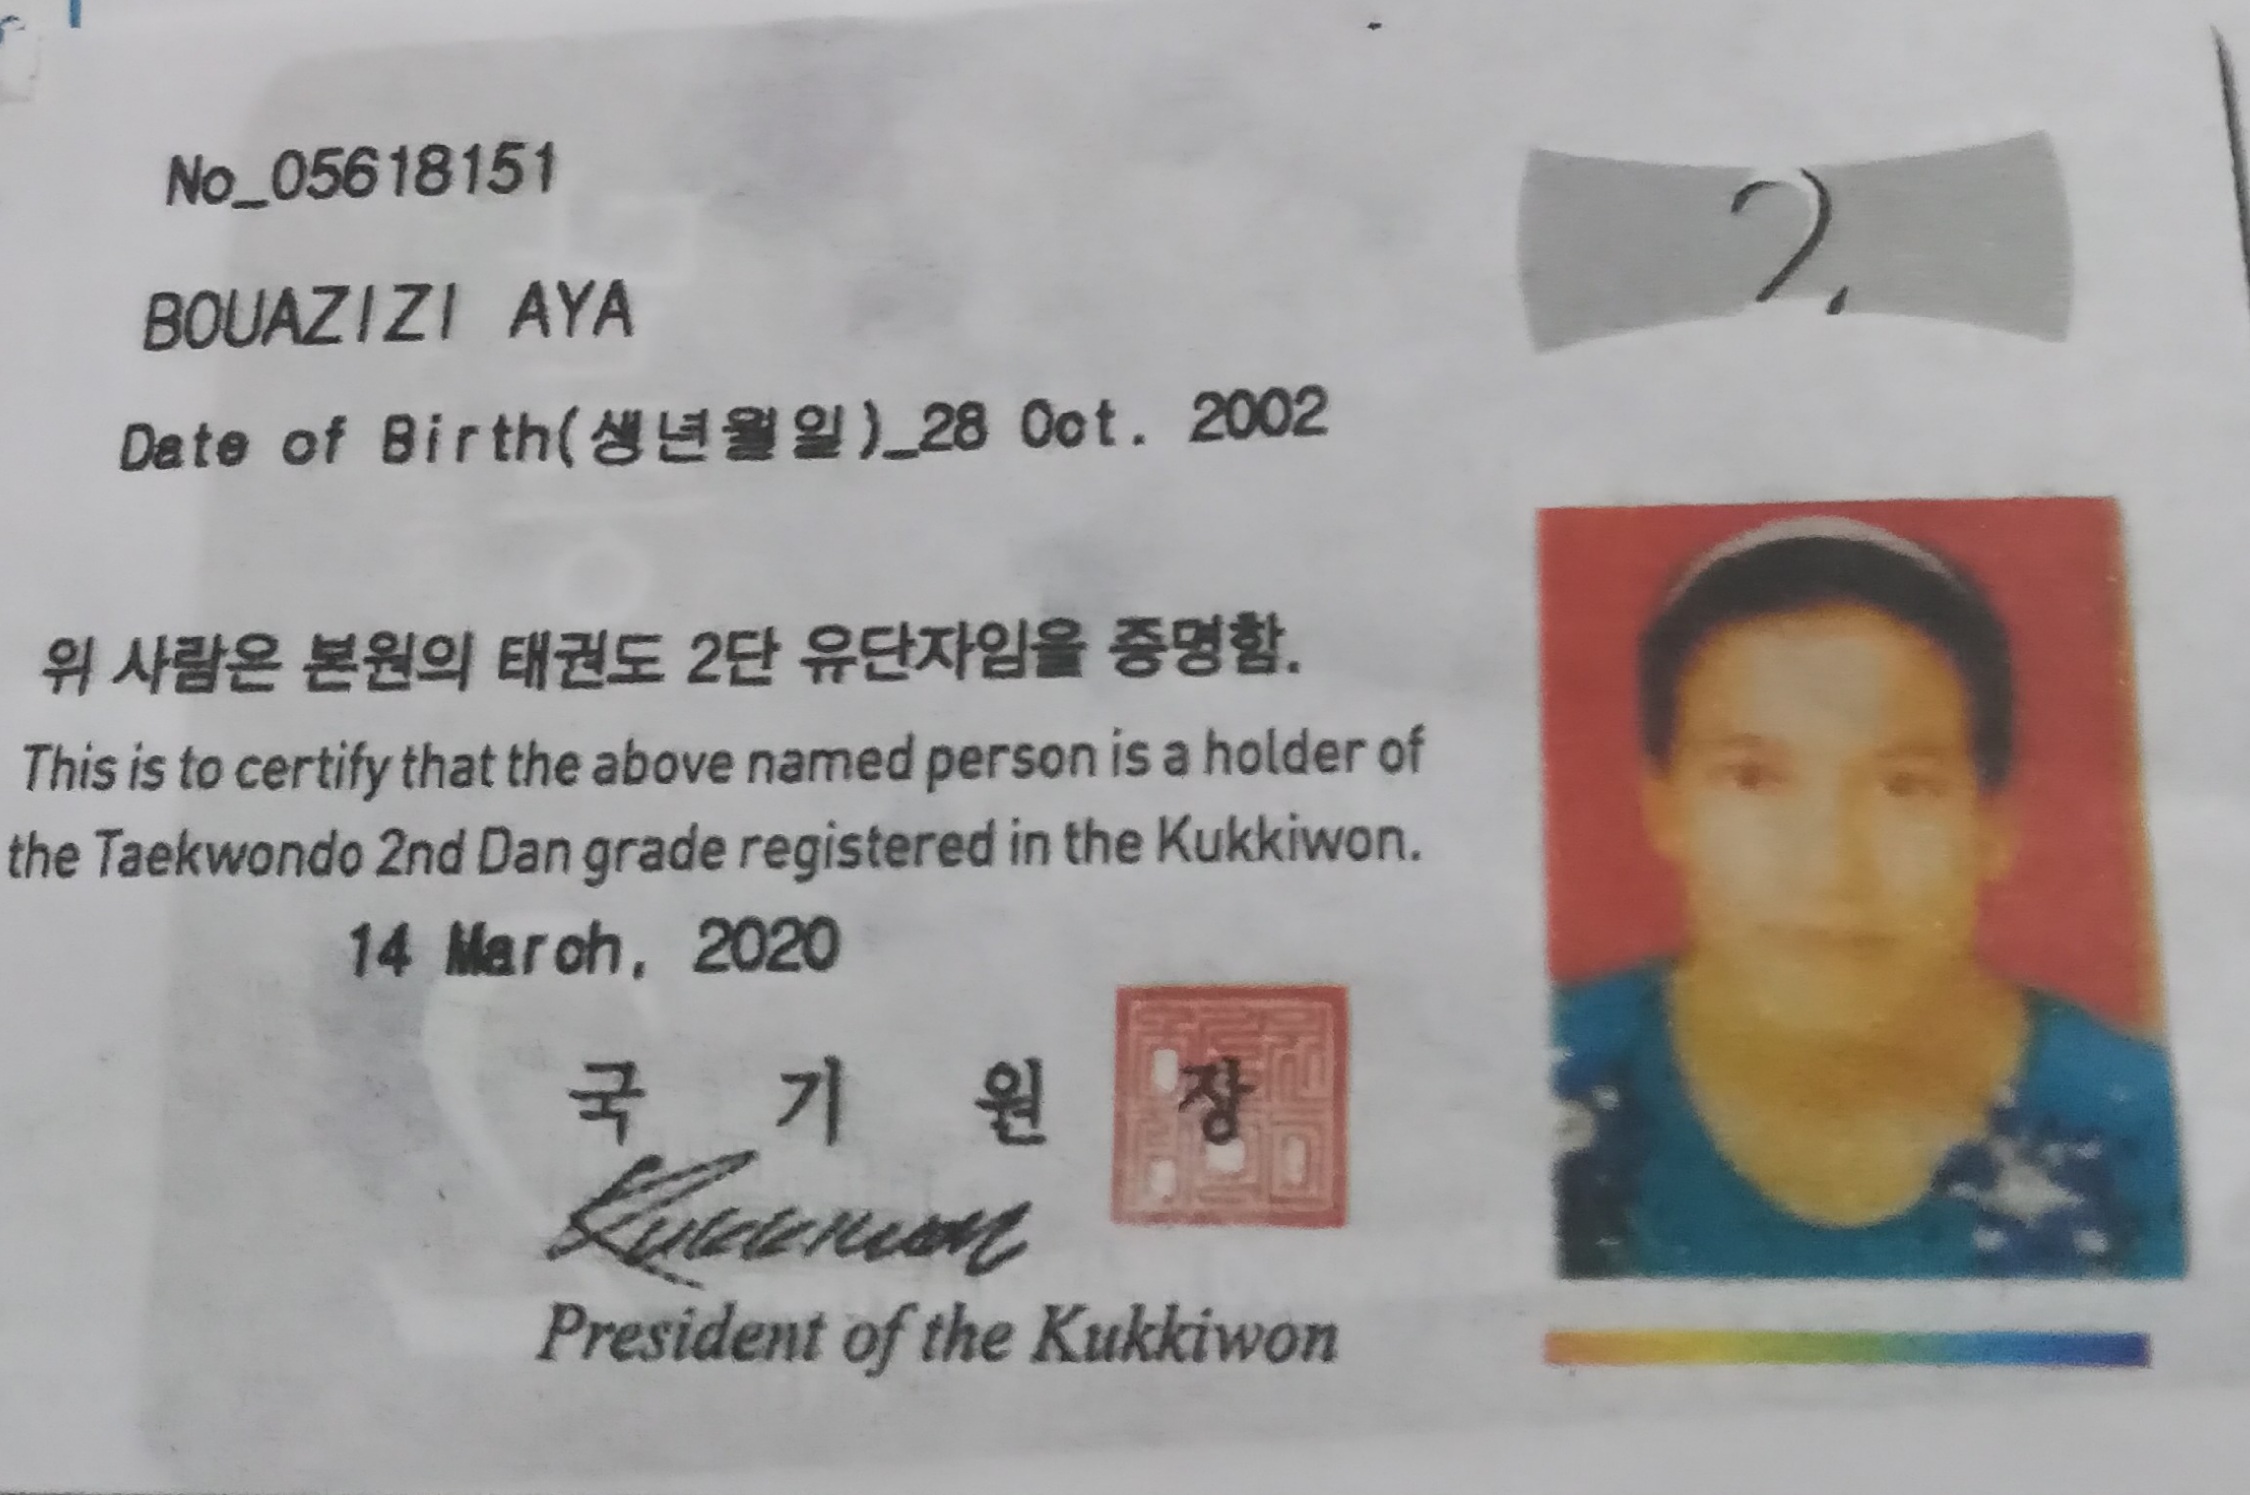 No_05618151
2.
BOUAZIZI AYA
Date of Birth(생년월일)_28 Oct. 2002
위 사람은 본원의 태권도 2단 유단자임을 증명함.
This is to certify that the above named person is a holder of
the Taekwondo 2nd Dan grade registered in the Kukkiwon.
14 March, 2020
국 기 원 장
President of the Kukkiwon